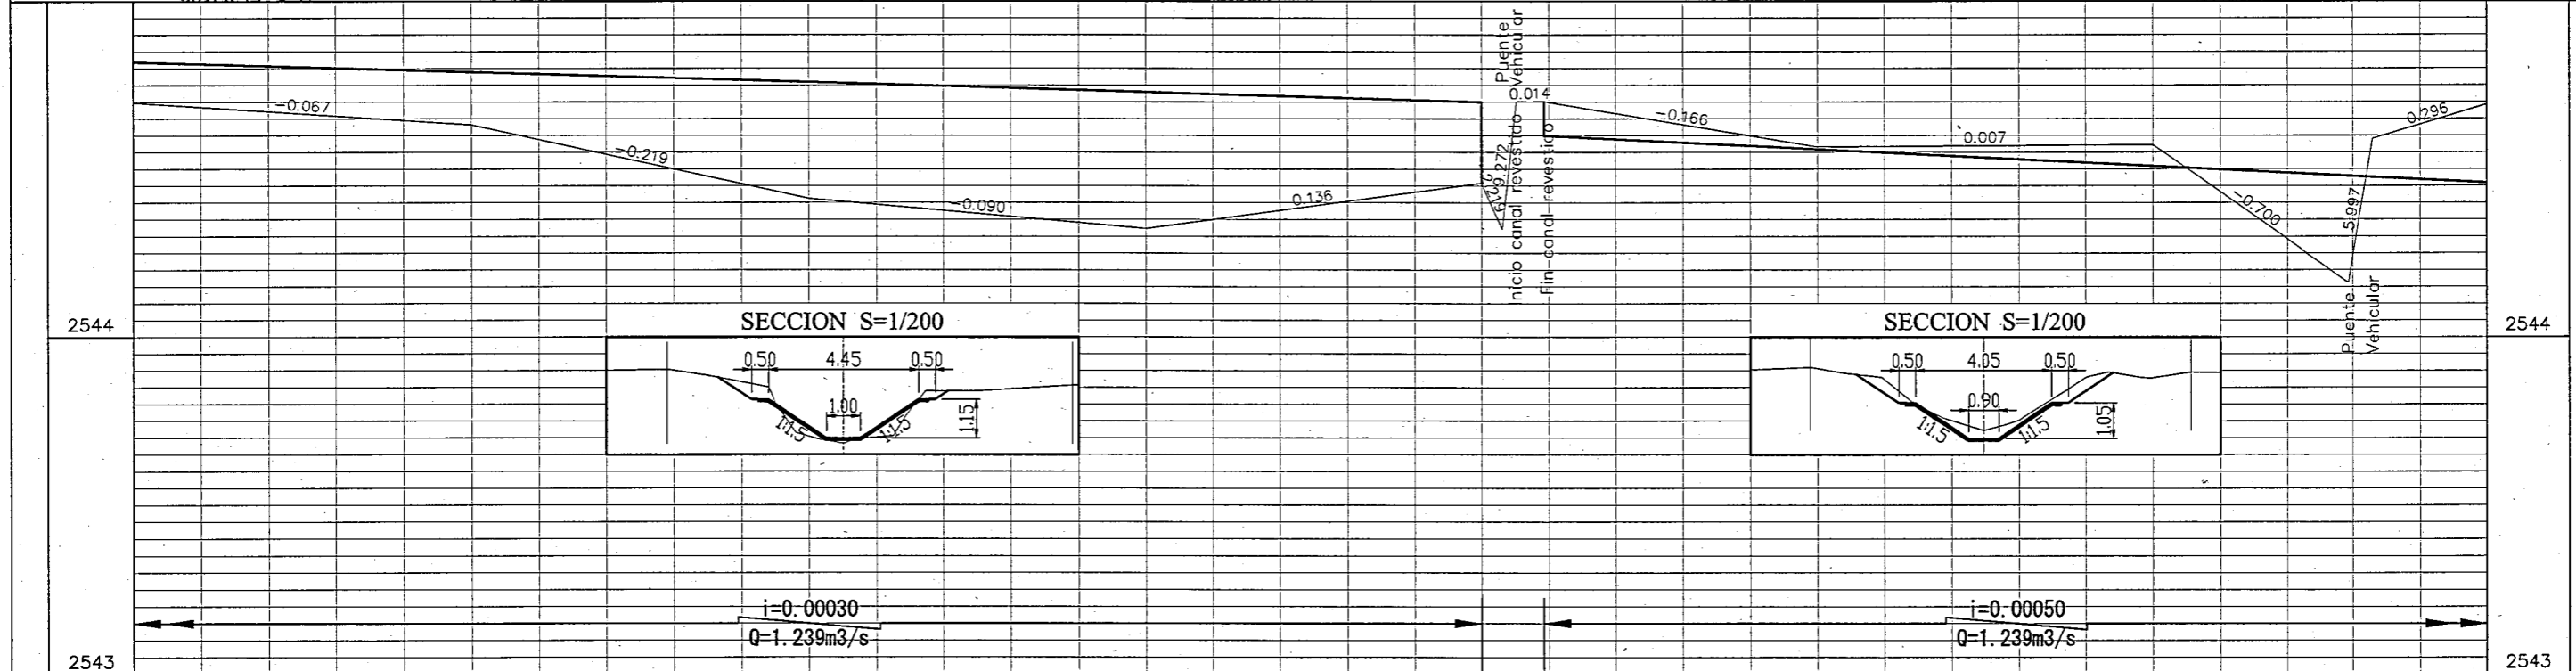 Puente
Vehicular
0.014
-0.067
-0.166
0.296
-0.219
0.007
9.272
Inicio canal revestido
Fin-canal-revestido
-0.090
0.136
-0.700
5.997
Puente
Vehicular
2544
2544
SECCION S=1/200
0.50
4.45
0.50
1.00
1:1.5
1:1.5
1.15
SECCION S=1/200
0.50
4.05
0.50
0.90
1:1.5
1:1.5
1.05
i=0.00030
Q=1.239m3/s
i=0.00050
Q=1.239m3/s
2543
2543